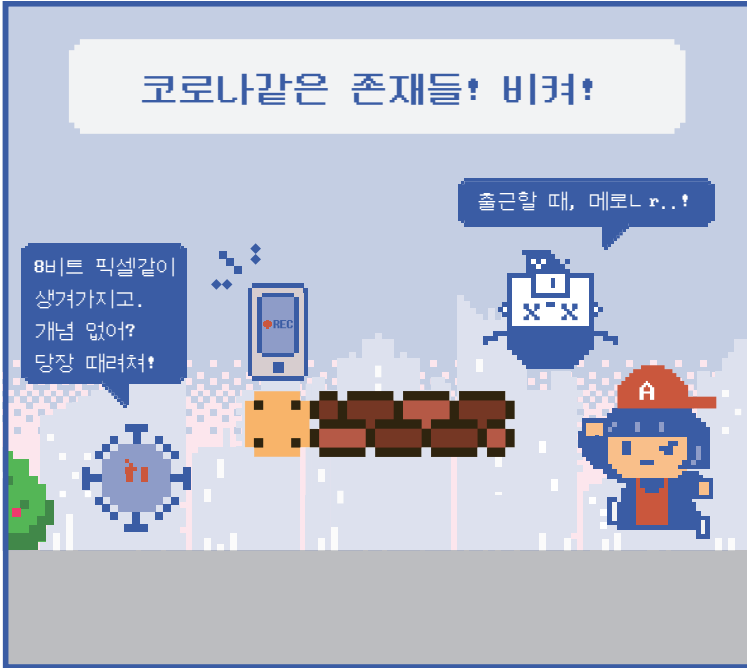 코로나같은 존재들! 비켜!
출근할 때, 메로ㄴr..!
8비트 픽셀같이
생겨가지고.
개념 없어?
당장 때려쳐!
REC
A